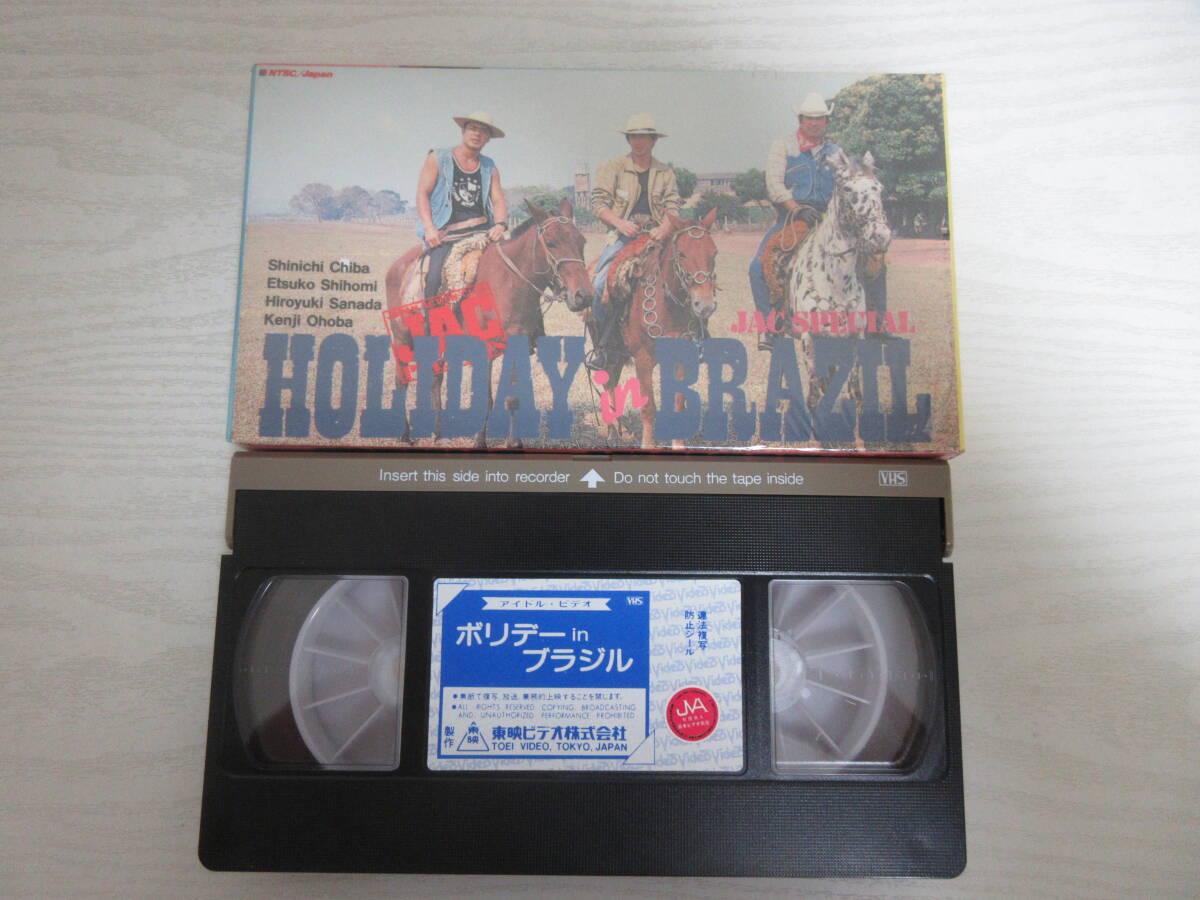 NTSC/Japan
Shinichi Chiba
Etsuko Shihomi
Hiroyuki Sanada
Kenji Ohoba
JAC
JAC SPECIAL
HOLIDAY in BRAZIL
Insert this side into recorder Do not touch the tape inside VHS
アイドル・ビデオ VHS
ホリデー in
ブラジル
●無断で複写、放送、業務的上映することを禁じます。
●ALL RIGHTS RESERVED. COPYING, BROADCASTING
AND, UNAUTHORIZED PERFORMANCE PROHIBITED
製作 東映 東映ビデオ株式会社
TOEI VIDEO, TOKYO, JAPAN
違法複写
防止シール
JVA